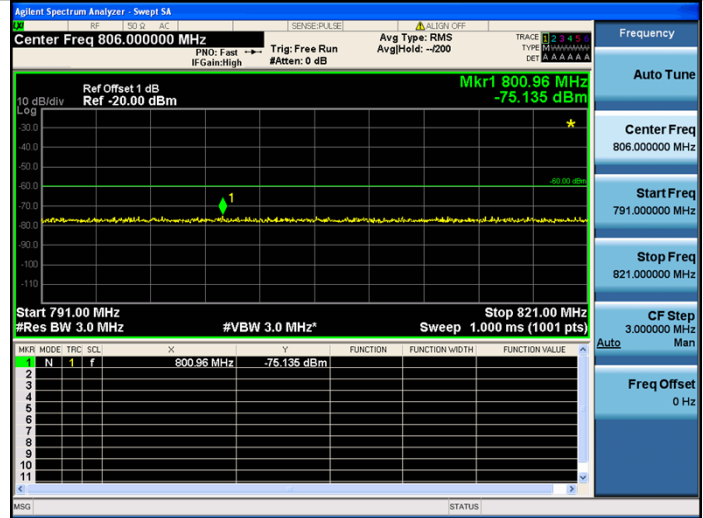 Agilent Spectrum Analyzer - Swept SA
LXI RF 50 Ω AC SENSE:PULSE ALIGN OFF
Center Freq 806.000000 MHz
PNO: Fast Trig: Free Run Avg Type: RMS TRACE 1 2 3 4 5 6
IFGain:High #Atten: 0 dB Avg|Hold: --/200 TYPE M
DET A A A A A A
Ref Offset 1 dB Mkr1 800.96 MHz
10 dB/div Ref -20.00 dBm -75.135 dBm
Log
-30.0
-40.0
-50.0
-60.0 -60.00 dBm
1
-70.0
-80.0
-90.0
-100
-110
Start 791.00 MHz Stop 821.00 MHz
#Res BW 3.0 MHz #VBW 3.0 MHz* Sweep 1.000 ms (1001 pts)
MKR MODE TRC SCL X Y FUNCTION FUNCTION WIDTH FUNCTION VALUE
1 N 1 f 800.96 MHz -75.135 dBm
2
3
4
5
6
7
8
9
10
11
MSG STATUS
Frequency
Auto Tune
Center Freq
806.000000 MHz
Start Freq
791.000000 MHz
Stop Freq
821.000000 MHz
CF Step
3.000000 MHz
Auto Man
Freq Offset
0 Hz